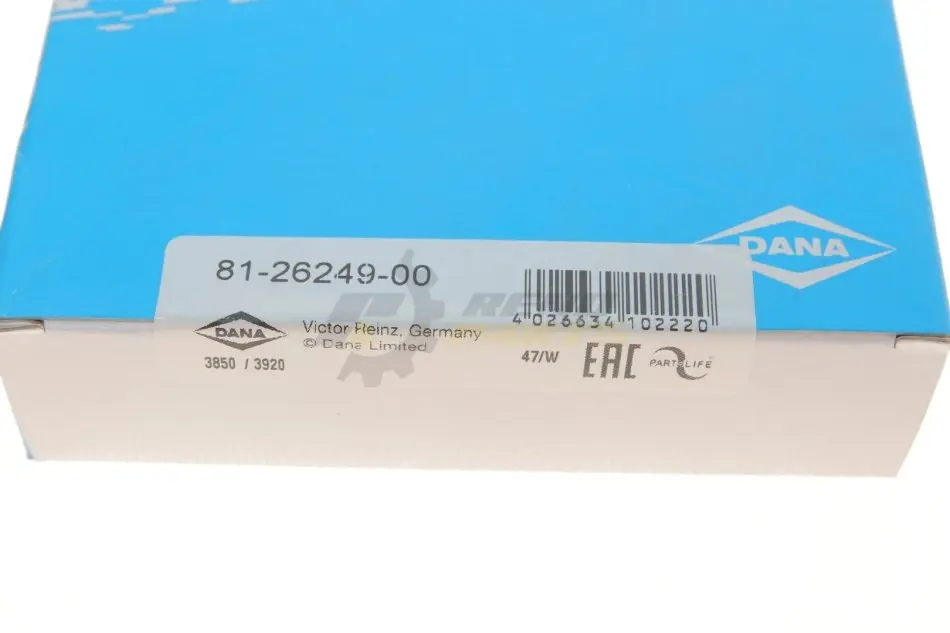 DANA
81-26249-00
4 026634 102220
DANA
Victor Reinz, Germany
© Dana Limited
3850 / 3920
47/W
EAC
PARTSLIFE